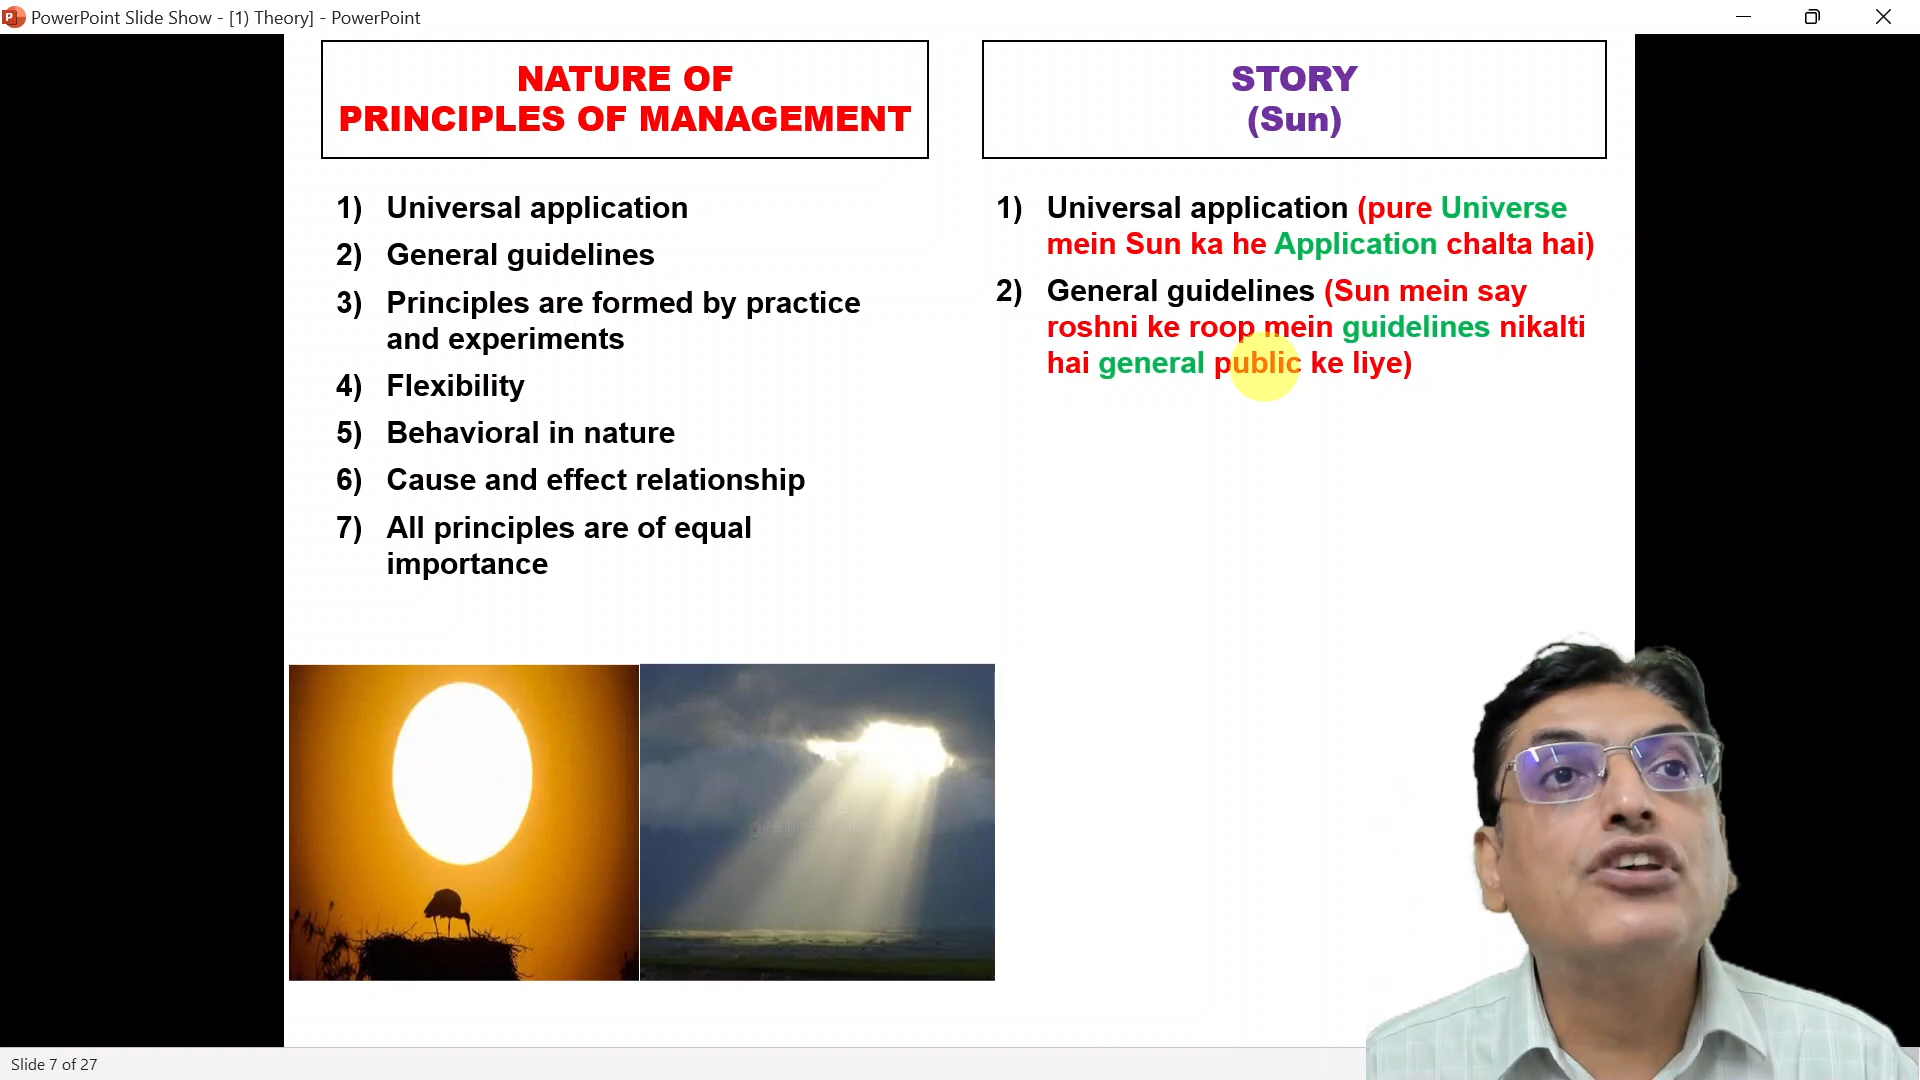 PowerPoint Slide Show - [1) Theory] - PowerPoint
NATURE OF
PRINCIPLES OF MANAGEMENT
1) Universal application
2) General guidelines
3) Principles are formed by practice
and experiments
4) Flexibility
5) Behavioral in nature
6) Cause and effect relationship
7) All principles are of equal
importance
STORY
(Sun)
1) Universal application (pure Universe
mein Sun ka he Application chalta hai)
2) General guidelines (Sun mein say
roshni ke roop mein guidelines nikalti
hai general public ke liye)
Slide 7 of 27